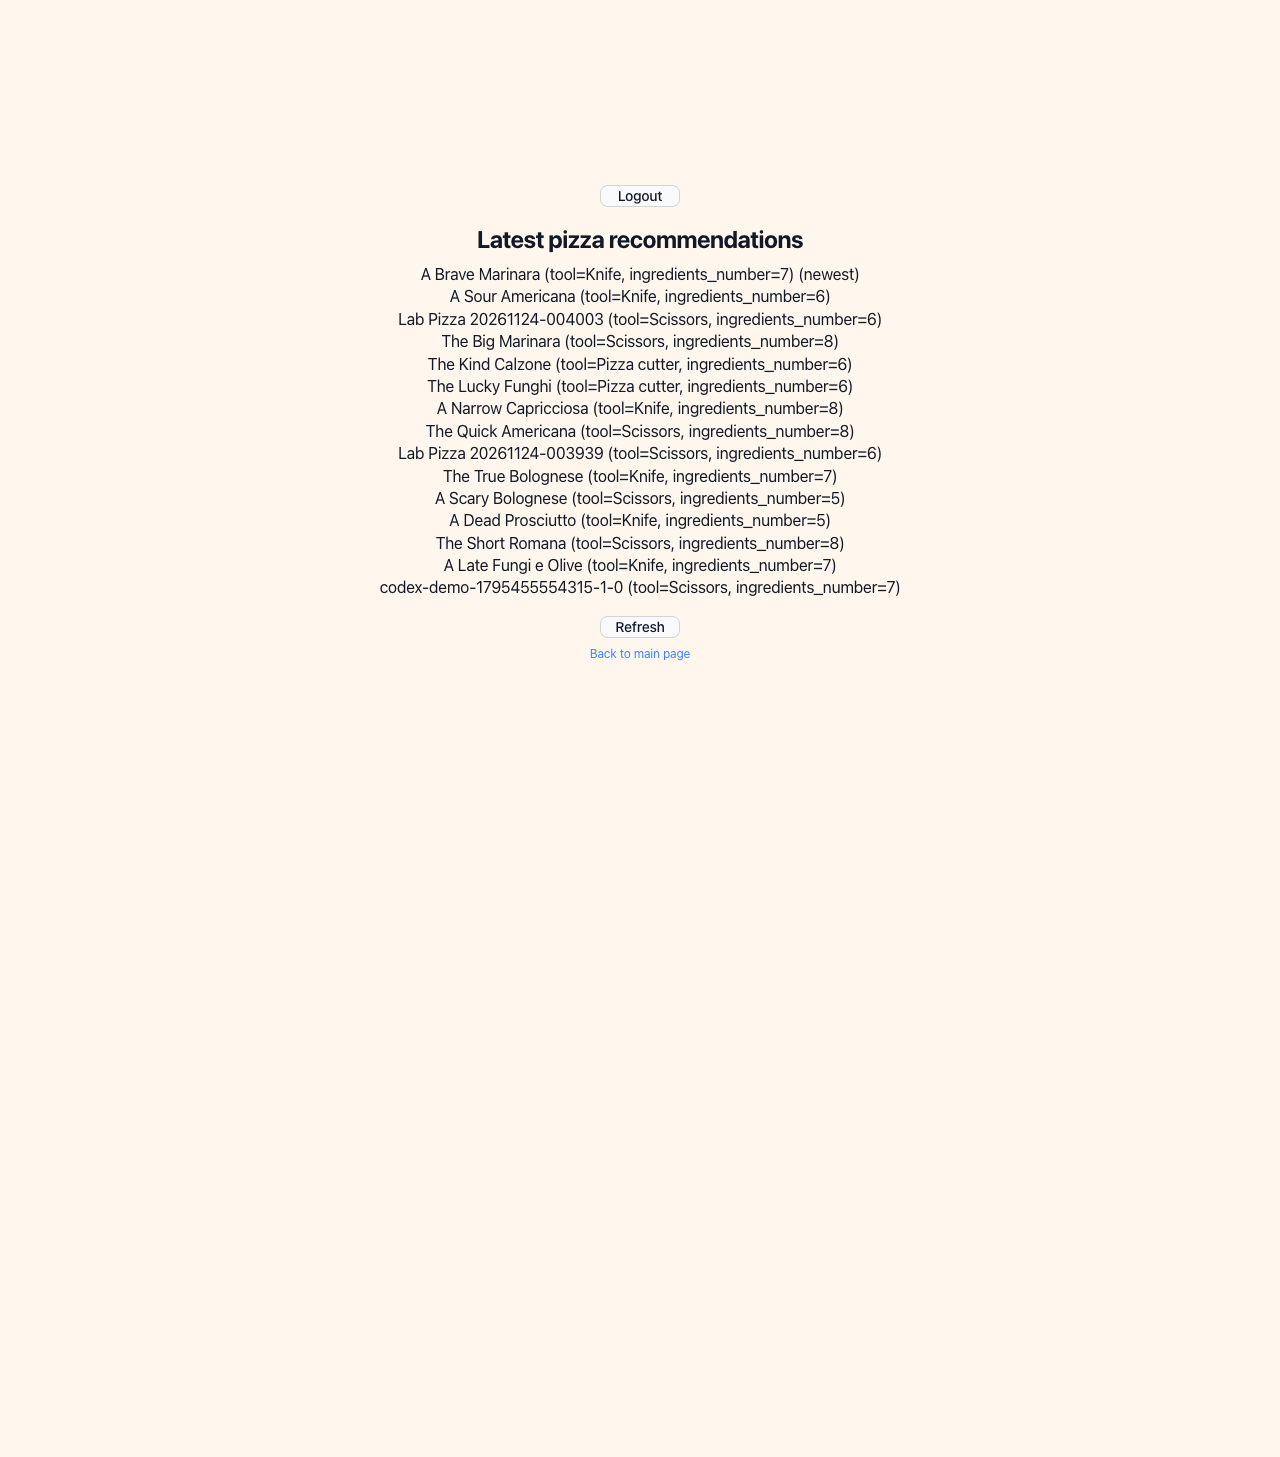 Logout
Latest pizza recommendations
A Brave Marinara (tool=Knife, ingredients_number=7) (newest)
A Sour Americana (tool=Knife, ingredients_number=6)
Lab Pizza 20261124-004003 (tool=Scissors, ingredients_number=6)
The Big Marinara (tool=Scissors, ingredients_number=8)
The Kind Calzone (tool=Pizza cutter, ingredients_number=6)
The Lucky Funghi (tool=Pizza cutter, ingredients_number=6)
A Narrow Capricciosa (tool=Knife, ingredients_number=8)
The Quick Americana (tool=Scissors, ingredients_number=8)
Lab Pizza 20261124-003939 (tool=Scissors, ingredients_number=6)
The True Bolognese (tool=Knife, ingredients_number=7)
A Scary Bolognese (tool=Scissors, ingredients_number=5)
A Dead Prosciutto (tool=Knife, ingredients_number=5)
The Short Romana (tool=Scissors, ingredients_number=8)
A Late Fungi e Olive (tool=Knife, ingredients_number=7)
codex-demo-1795455554315-1-0 (tool=Scissors, ingredients_number=7)
Refresh
Back to main page